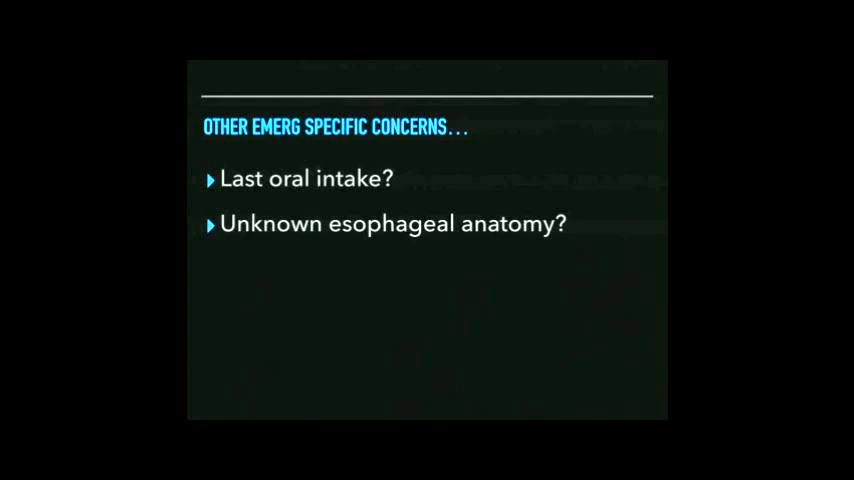 OTHER EMERG SPECIFIC CONCERNS...
Last oral intake?
Unknown esophageal anatomy?